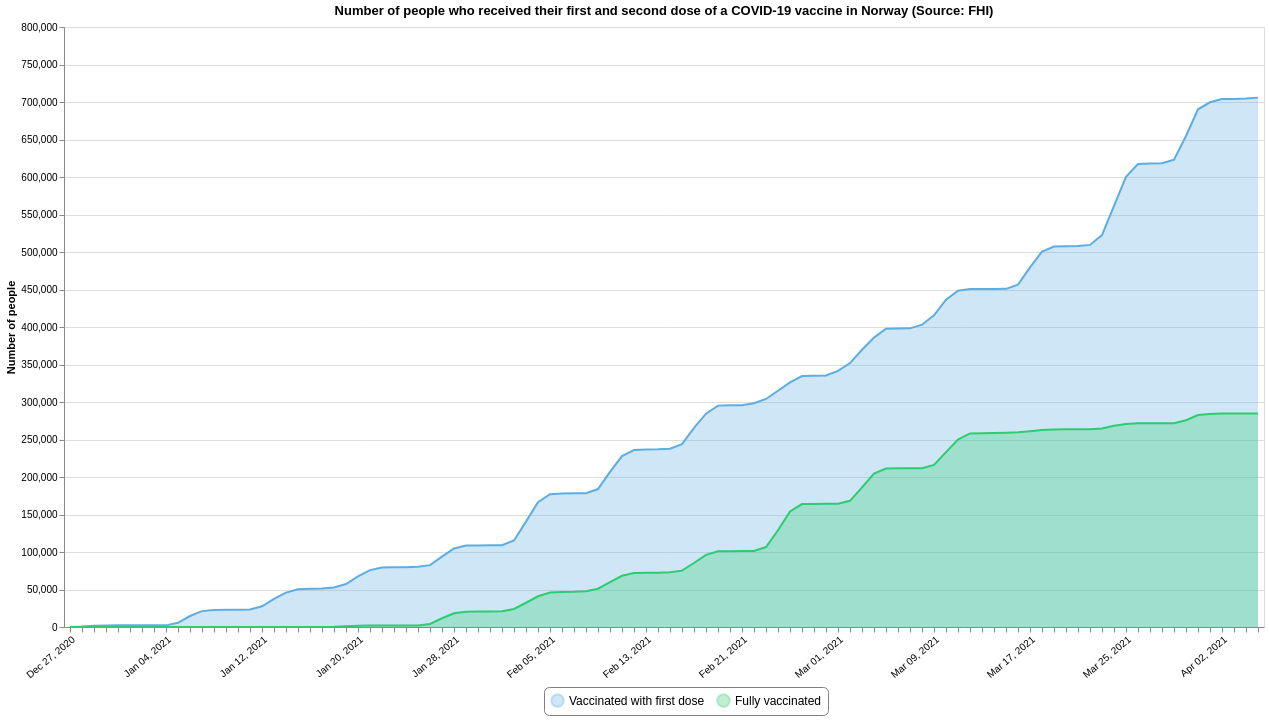 Number of people who received their first and second dose of a COVID-19 vaccine in Norway (Source: FHI)
Number of people
800,000
750,000
700,000
650,000
600,000
550,000
500,000
450,000
400,000
350,000
300,000
250,000
200,000
150,000
100,000
50,000
0
Dec 27, 2020
Jan 04, 2021
Jan 12, 2021
Jan 20, 2021
Jan 28, 2021
Feb 05, 2021
Feb 13, 2021
Feb 21, 2021
Mar 01, 2021
Mar 09, 2021
Mar 17, 2021
Mar 25, 2021
Apr 02, 2021
Vaccinated with first dose
Fully vaccinated